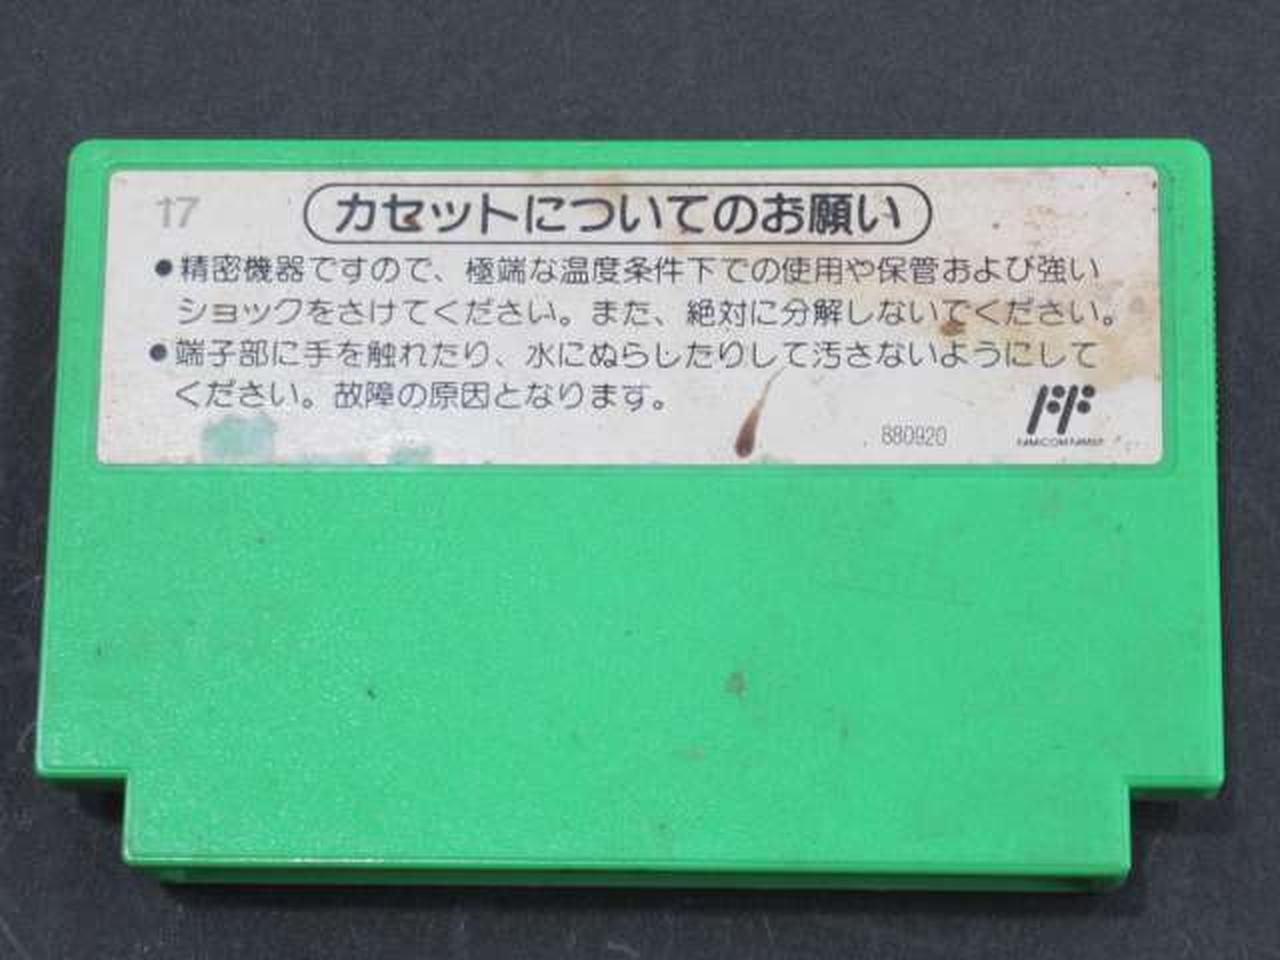 17
カセットについてのお願い
●精密機器ですので、極端な温度条件下での使用や保管および強い
ショックをさけてください。また、絶対に分解しないでください。
●端子部に手を触れたり、水にぬらしたりして汚さないようにして
ください。故障の原因となります。
FF
880920
FAMICOM FAMILY